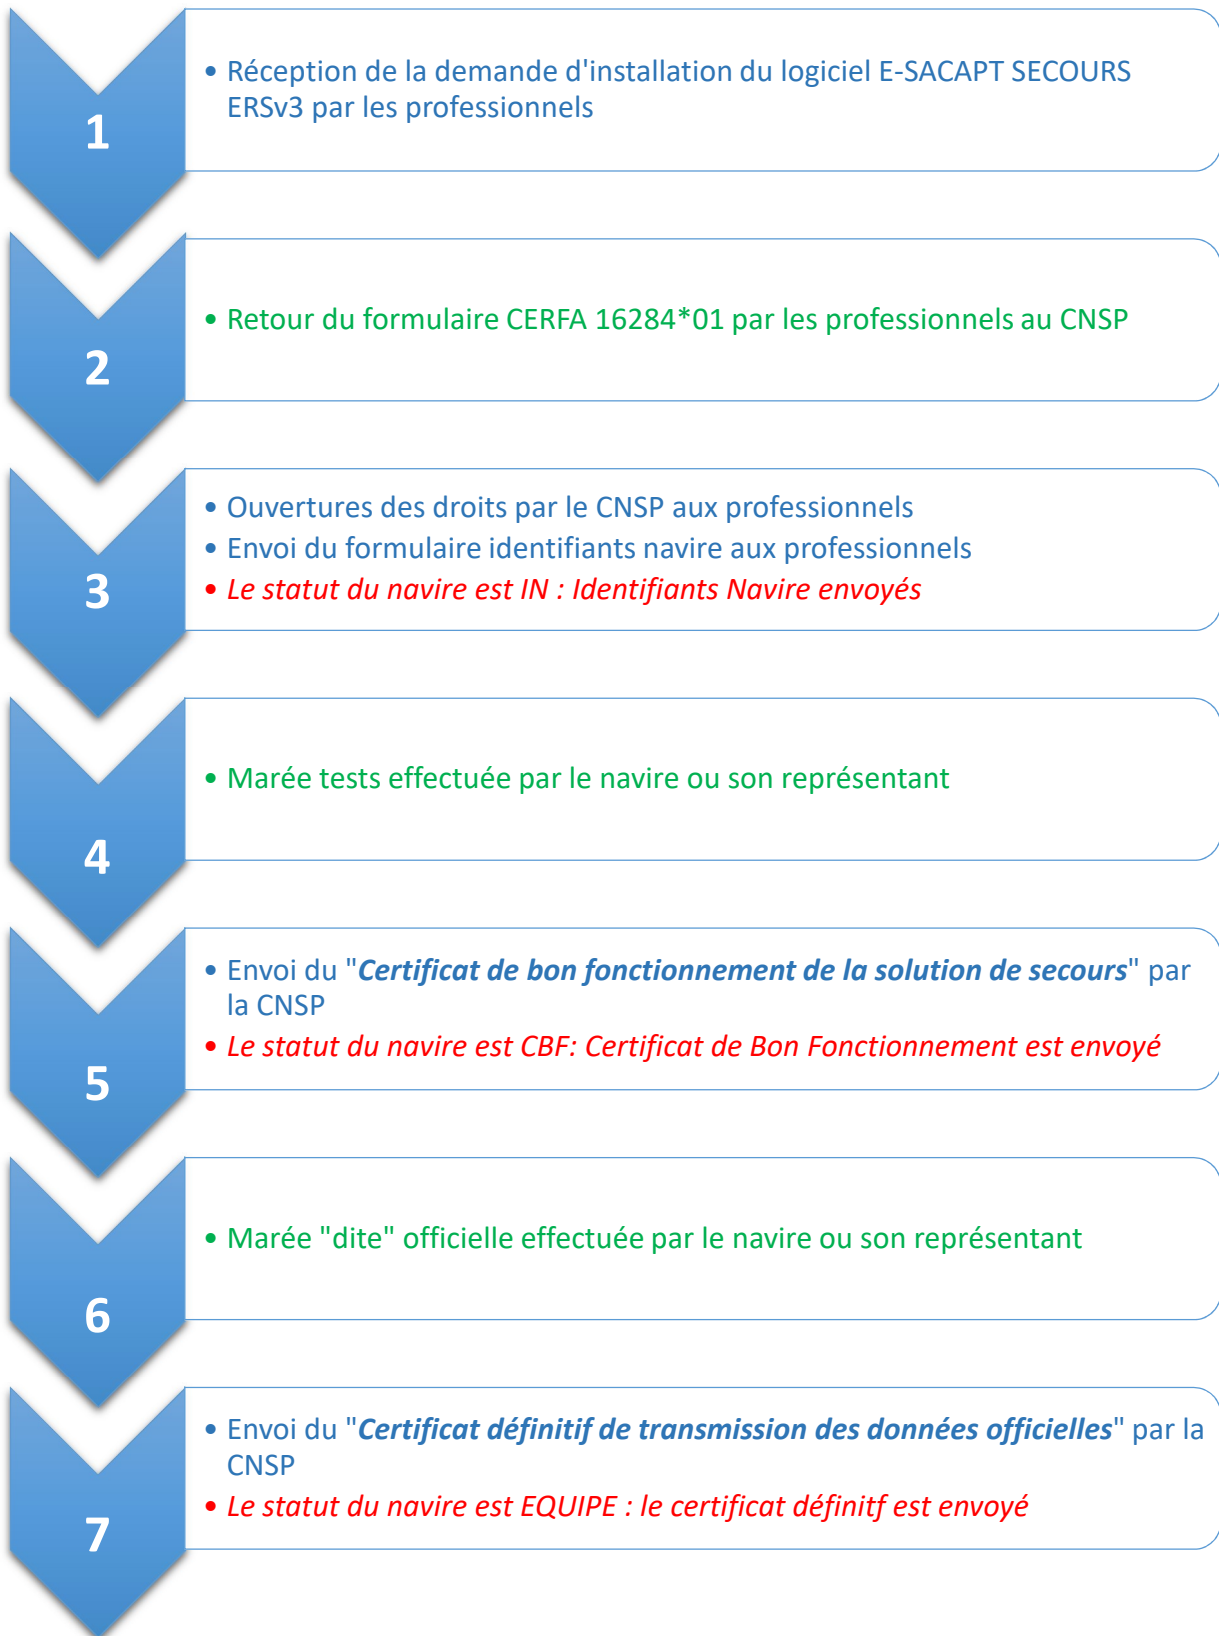 1
• Réception de la demande d'installation du logiciel E-SACAPT SECOURS
ERSv3 par les professionnels
2
• Retour du formulaire CERFA 16284*01 par les professionnels au CNSP
3
• Ouvertures des droits par le CNSP aux professionnels
• Envoi du formulaire identifiants navire aux professionnels
• Le statut du navire est IN : Identifiants Navire envoyés
4
• Marée tests effectuée par le navire ou son représentant
5
• Envoi du "Certificat de bon fonctionnement de la solution de secours" par
la CNSP
• Le statut du navire est CBF: Certificat de Bon Fonctionnement est envoyé
6
• Marée "dite" officielle effectuée par le navire ou son représentant
7
• Envoi du "Certificat définitif de transmission des données officielles" par la
CNSP
• Le statut du navire est EQUIPE : le certificat définitf est envoyé